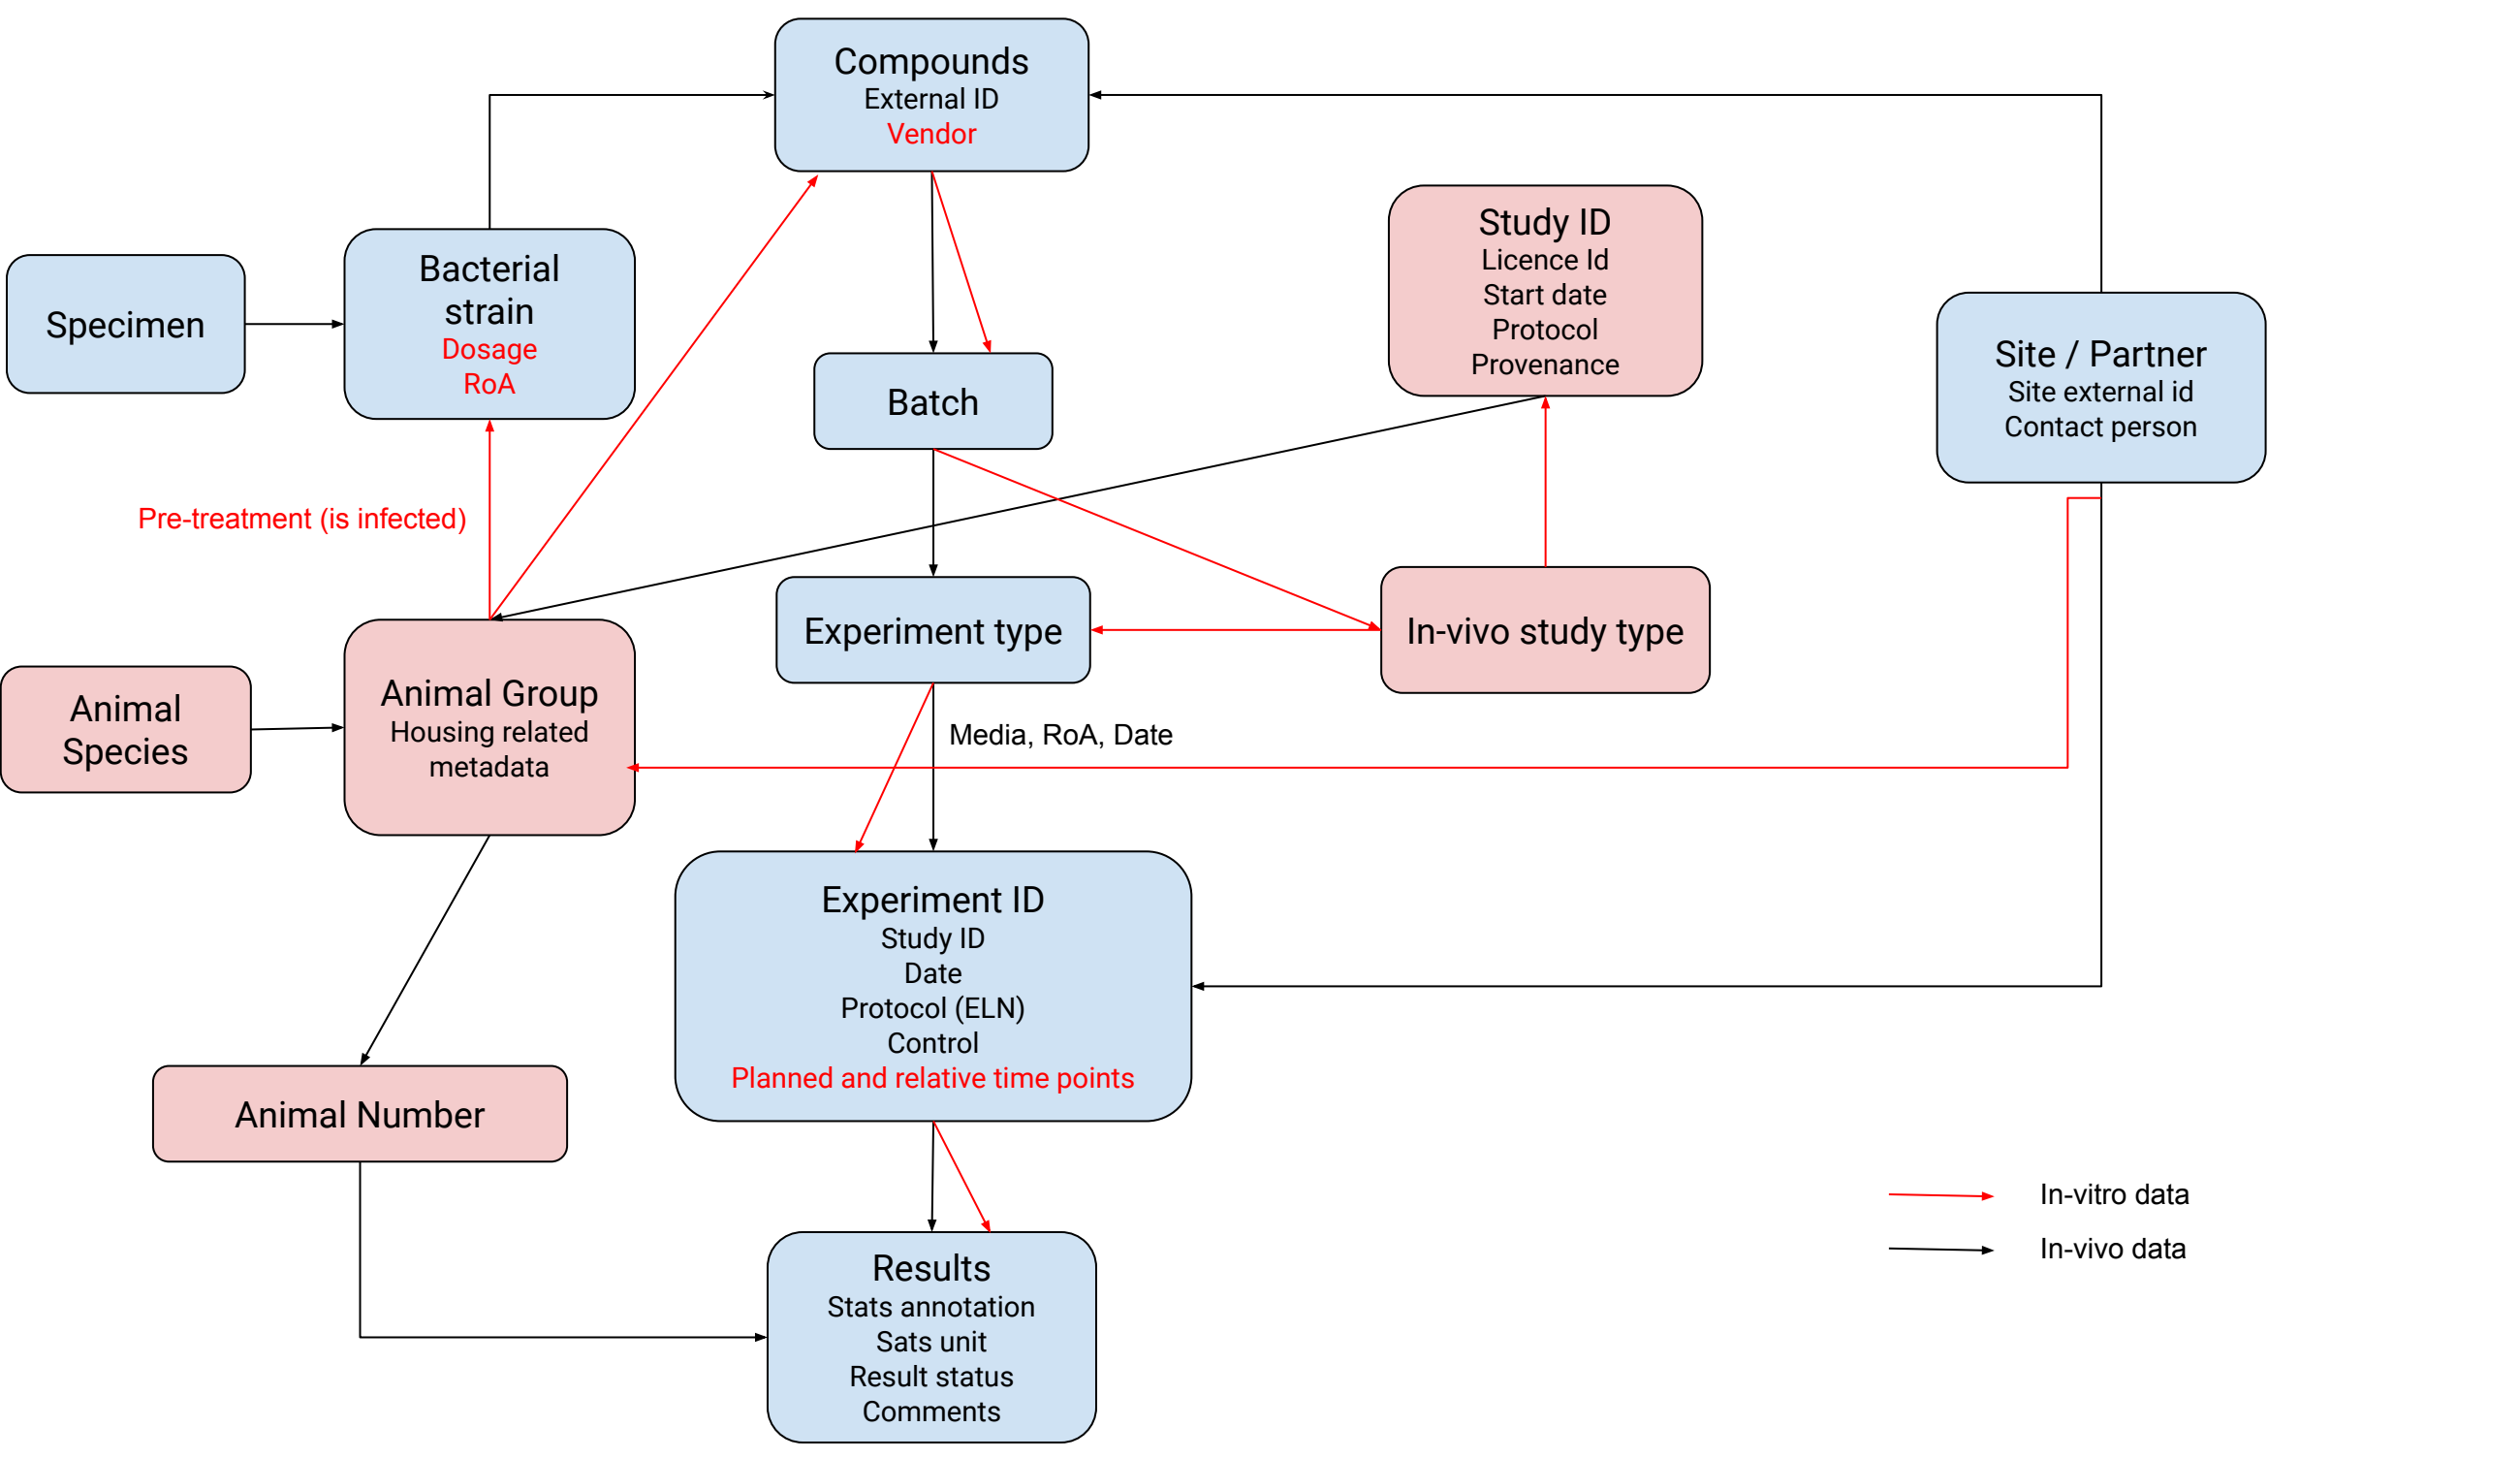 Compounds
External ID
Vendor
Study ID
Licence Id
Start date
Protocol
Provenance
Specimen
Bacterial
strain
Dosage
RoA
Batch
Site / Partner
Site external id
Contact person
Pre-treatment (is infected)
Experiment type
In-vivo study type
Animal
Species
Animal Group
Housing related
metadata
Media, RoA, Date
Experiment ID
Study ID
Date
Protocol (ELN)
Control
Planned and relative time points
Animal Number
Results
Stats annotation
Sats unit
Result status
Comments
In-vitro data
In-vivo data